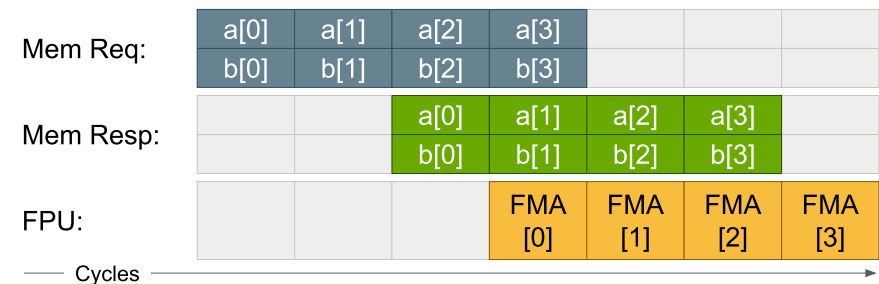 Mem Req:
a[0] a[1] a[2] a[3]
b[0] b[1] b[2] b[3]
Mem Resp:
a[0] a[1] a[2] a[3]
b[0] b[1] b[2] b[3]
FPU:
FMA FMA FMA FMA
[0] [1] [2] [3]
Cycles